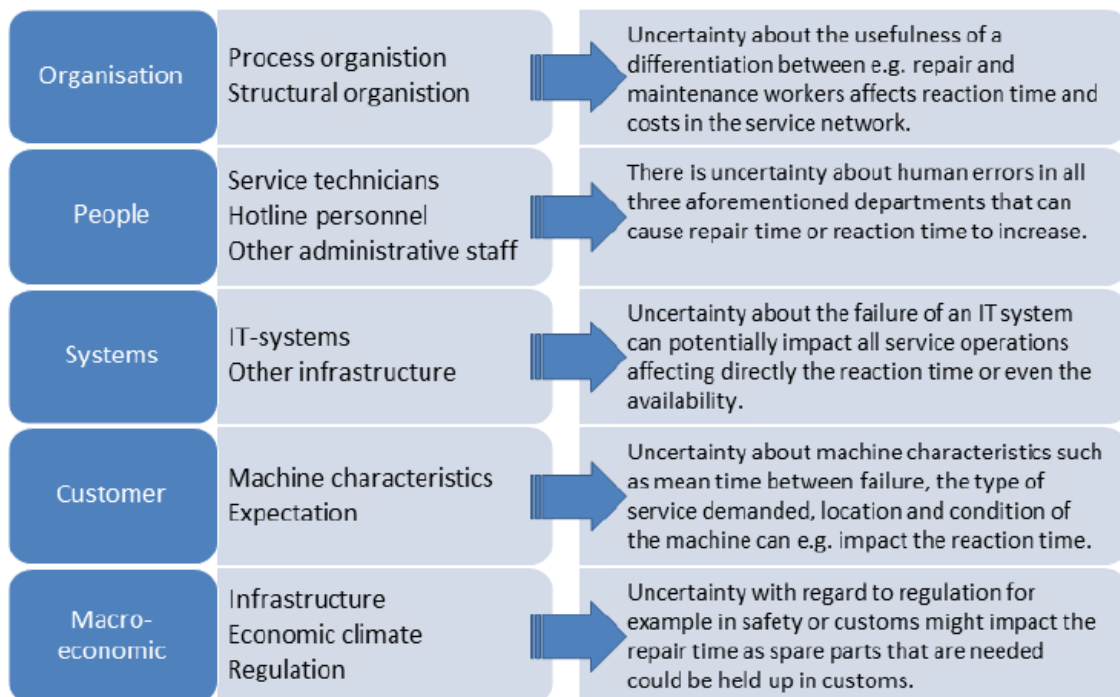 Organisation
Process organistion
Structural organistion
Uncertainty about the usefulness of a
differentiation between e.g. repair and
maintenance workers affects reaction time and
costs in the service network.
People
Service technicians
Hotline personnel
Other administrative staff
There is uncertainty about human errors in all
three aforementioned departments that can
cause repair time or reaction time to increase.
Systems
IT-systems
Other infrastructure
Uncertainty about the failure of an IT system
can potentially impact all service operations
affecting directly the reaction time or even the
availability.
Customer
Machine characteristics
Expectation
Uncertainty about machine characteristics such
as mean time between failure, the type of
service demanded, location and condition of
the machine can e.g. impact the reaction time.
Macro-
economic
Infrastructure
Economic climate
Regulation
Uncertainty with regard to regulation for
example in safety or customs might impact the
repair time as spare parts that are needed
could be held up in customs.